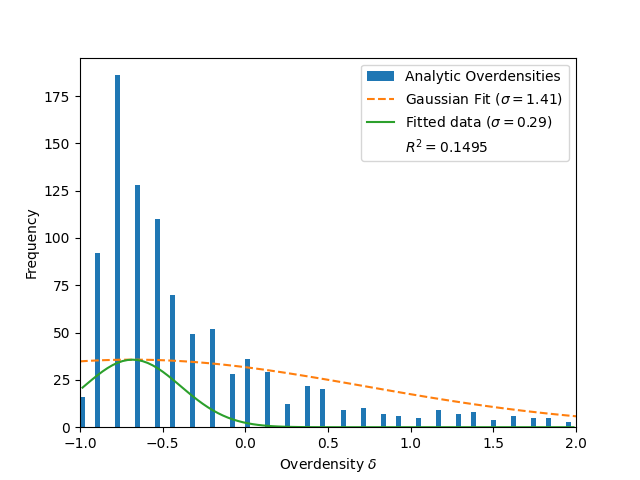 Analytic Overdensities
Gaussian Fit (σ = 1.41)
Fitted data (σ = 0.29)
R² = 0.1495
175
150
125
100
75
50
25
0
Frequency
−1.0 −0.5 0.0 0.5 1.0 1.5 2.0
Overdensity δ